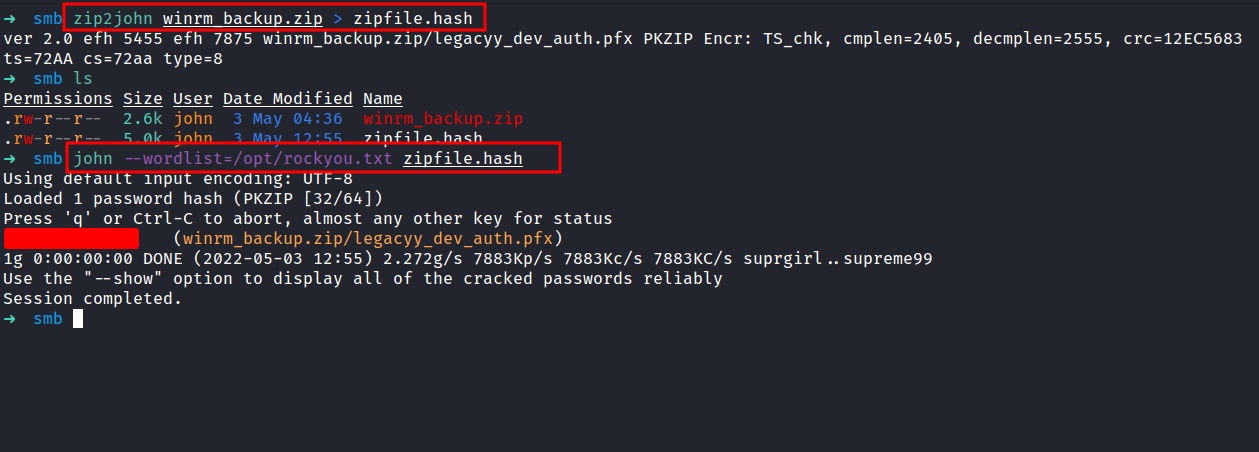 ➜ smb zip2john winrm_backup.zip > zipfile.hash
ver 2.0 efh 5455 efh 7875 winrm_backup.zip/legacyy_dev_auth.pfx PKZIP Encr: TS_chk, cmplen=2405, decmplen=2555, crc=12EC5683
ts=72AA cs=72aa type=8
➜ smb ls
Permissions Size User Date Modified Name
.rw-r--r-- 2.6k john 3 May 04:36 winrm_backup.zip
.rw-r--r-- 5.0k john 3 May 12:55 zipfile.hash
➜ smb john --wordlist=/opt/rockyou.txt zipfile.hash
Using default input encoding: UTF-8
Loaded 1 password hash (PKZIP [32/64])
Press 'q' or Ctrl-C to abort, almost any other key for status
(winrm_backup.zip/legacyy_dev_auth.pfx)
1g 0:00:00:00 DONE (2022-05-03 12:55) 2.272g/s 7883Kp/s 7883Kc/s 7883KC/s suprgirl..supreme99
Use the "--show" option to display all of the cracked passwords reliably
Session completed.
➜ smb